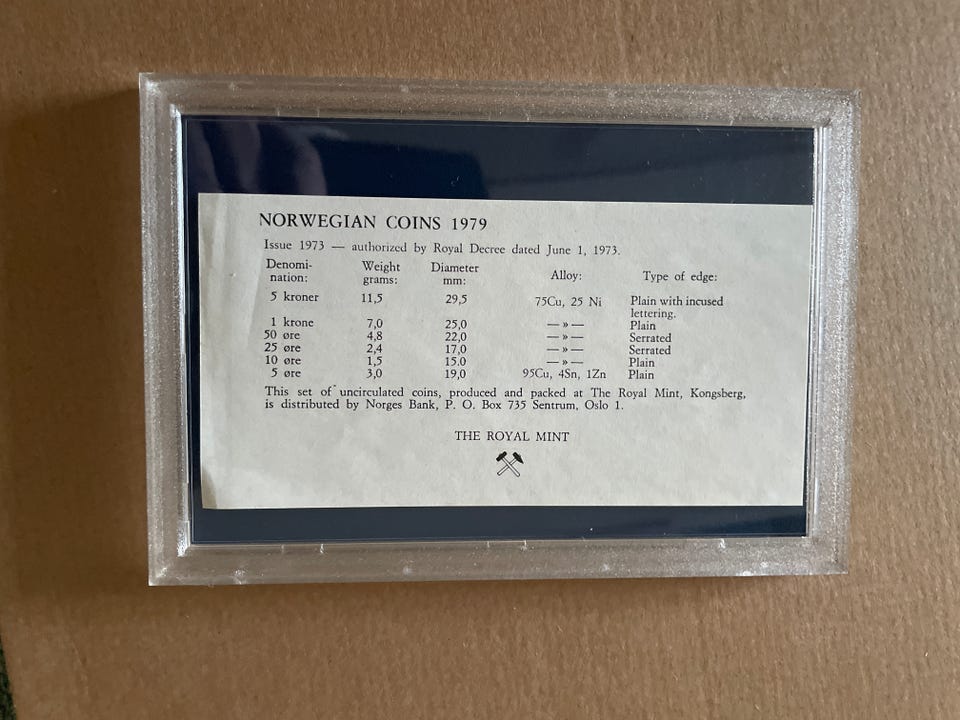 NORWEGIAN COINS 1979
Issue 1973 — authorized by Royal Decree dated June 1, 1973.
Denomi- Weight Diameter
nation: grams: mm: Alloy: Type of edge:
5 kroner 11,5 29,5 75Cu, 25 Ni Plain with incused
lettering.
1 krone 7,0 25,0 — » — Plain
50 øre 4,8 22,0 — » — Serrated
25 øre 2,4 17,0 — » — Serrated
10 øre 1,5 15.0 — » — Plain
5 øre 3,0 19,0 95Cu, 4Sn, 1Zn Plain
This set of uncirculated coins, produced and packed at The Royal Mint, Kongsberg,
is distributed by Norges Bank, P. O. Box 735 Sentrum, Oslo 1.
THE ROYAL MINT